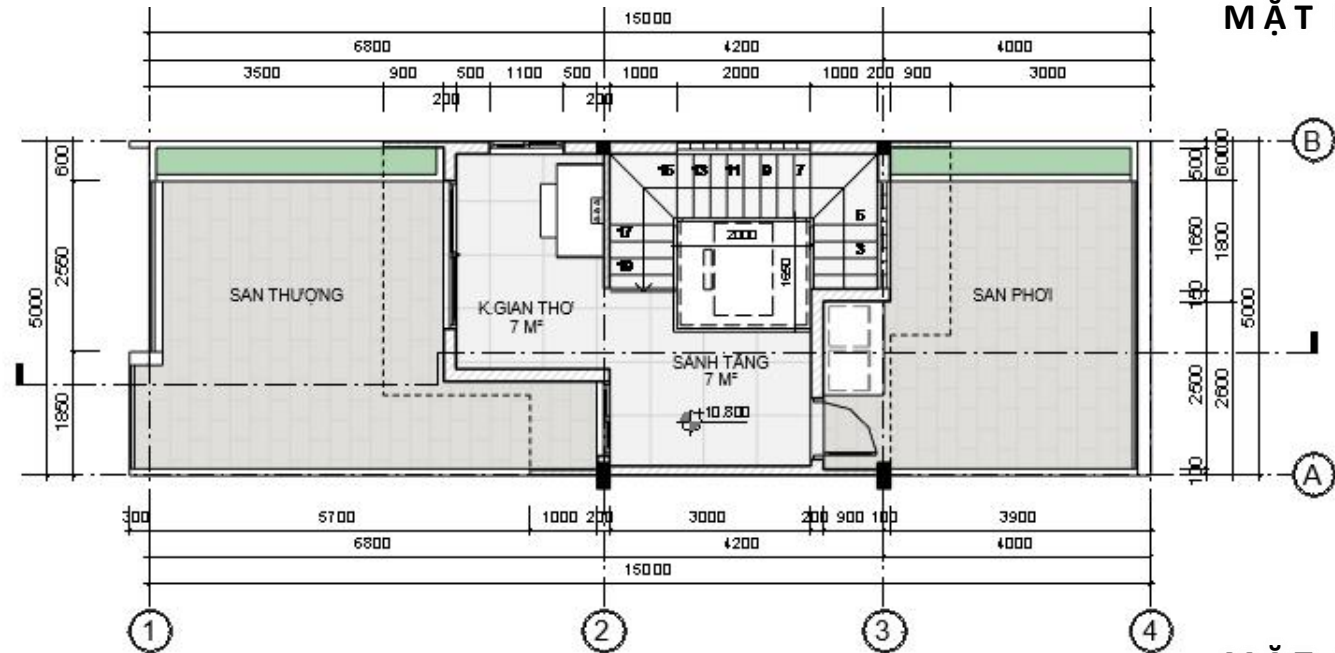 MẶT
15000
6800 4200 4000
3500 900 500 1100 500 1000 2000 1000 200 900 3000
200 200
B
600 2550 1850
5000
15 13 11 9 7
5
3
17
19
2000
1650
SAN THƯỢNG
K.GIAN THƠ
7 M²
SANH TẦNG
7 M²
+10.800
SAN PHƠI
500 1650 150 2500 100
6000 1800 2600
5000
A
300 5700 1000 200 3000 200 900 100 3900
6800 4200 4000
15000
1 2 3 4